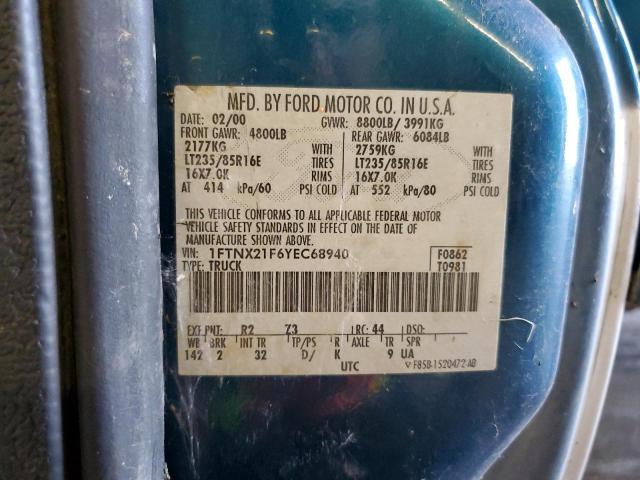 MFD. BY FORD MOTOR CO. IN U.S.A.
DATE: 02/00 GVWR: 8800LB/ 3991KG
FRONT GAWR: 4800LB REAR GAWR: 6084LB
2177KG WITH 2759KG WITH
LT235/85R16E TIRES LT235/85R16E TIRES
16X7.0K RIMS 16X7.0K RIMS
AT 414 kPa/60 PSI COLD AT 552 kPa/80 PSI COLD
THIS VEHICLE CONFORMS TO ALL APPLICABLE FEDERAL MOTOR
VEHICLE SAFETY STANDARDS IN EFFECT ON THE DATE OF
MANUFACTURE SHOWN ABOVE.
VIN: 1FTNX21F6YEC68940 F0862
TYPE: TRUCK T0981
EXT PNT: R2 Z3 RC: 44 DSO:
WB BRK INT TR TP/PS R AXLE TR SPR
142 2 32 D/ K 9 UA
UTC F85B-1520472-AB